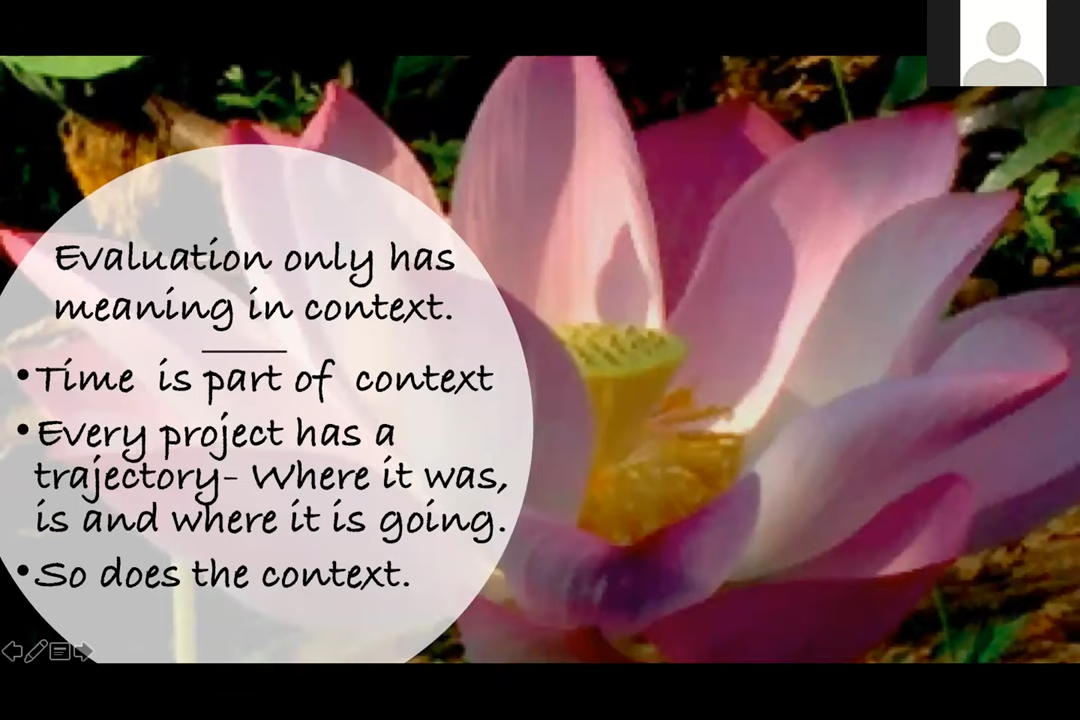 Evaluation only has
meaning in context.
•Time is part of context
•Every project has a
trajectory- Where it was,
is and where it is going.
•So does the context.